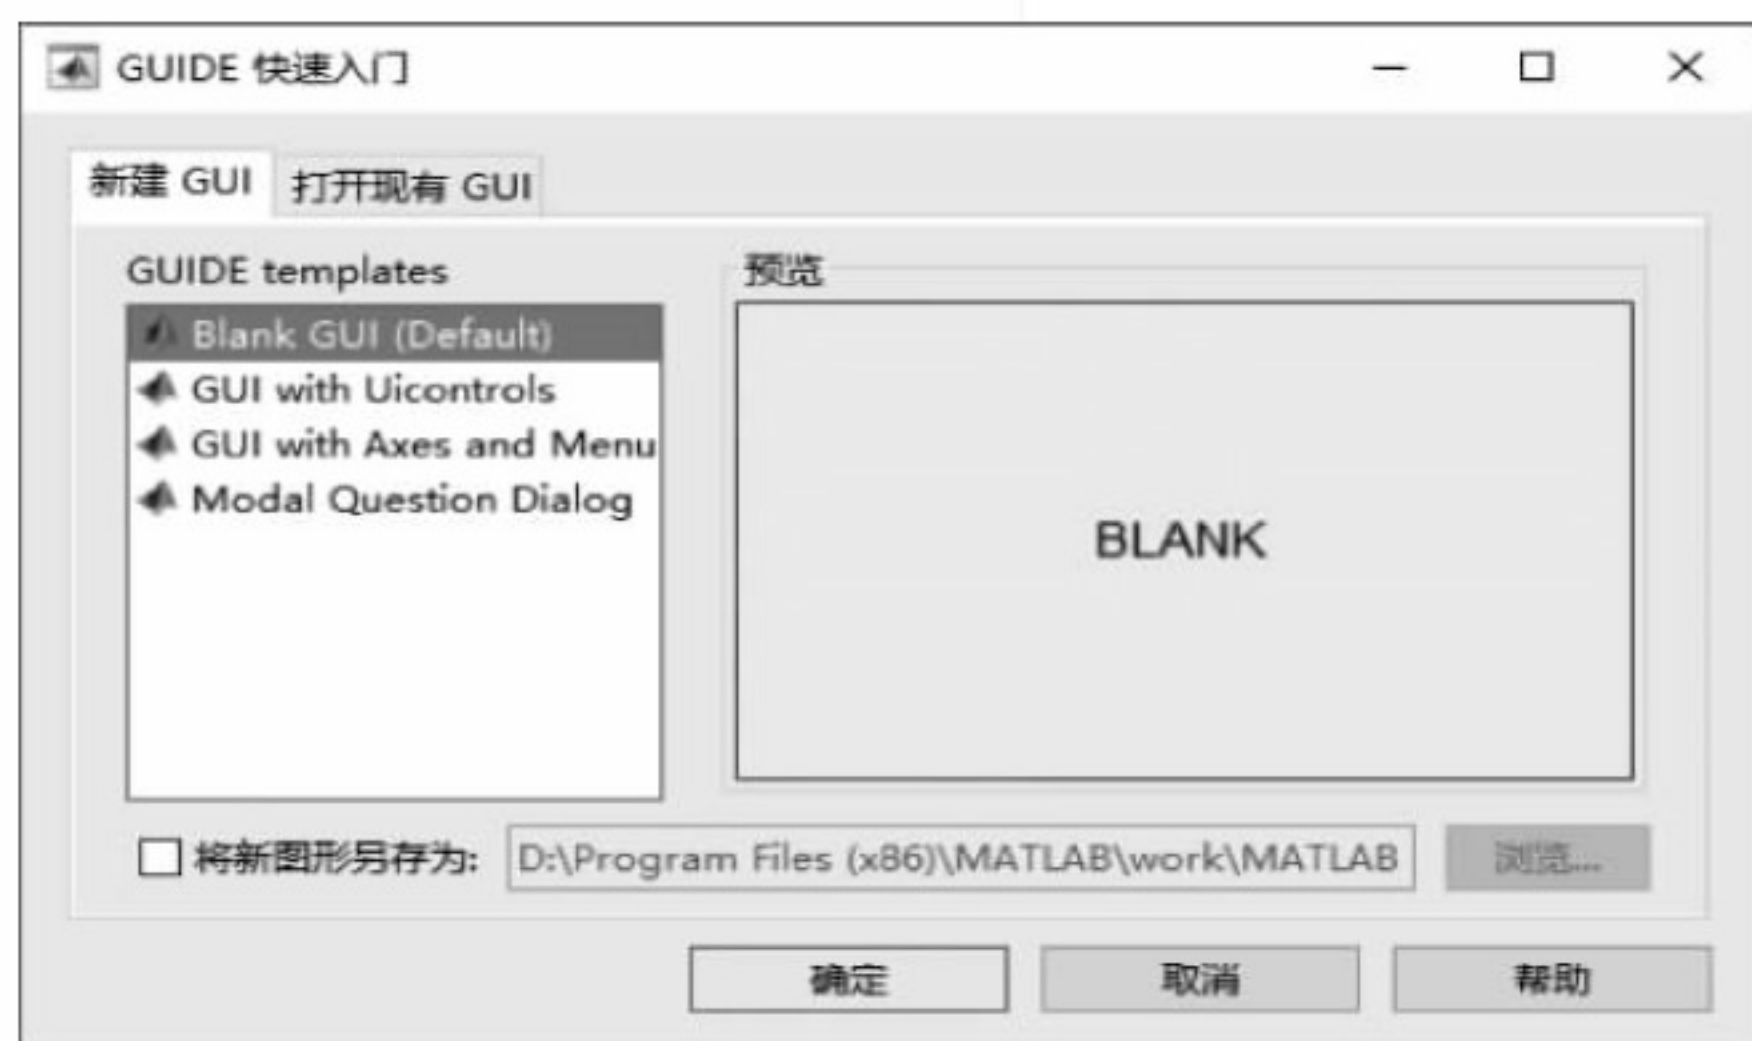 GUIDE 快速入门
新建 GUI
打开现有 GUI
GUIDE templates
Blank GUI (Default)
GUI with Uicontrols
GUI with Axes and Menu
Modal Question Dialog
预览
BLANK
将新图形另存为:
D:\Program Files (x86)\MATLAB\work\MATLAB
浏览...
确定
取消
帮助